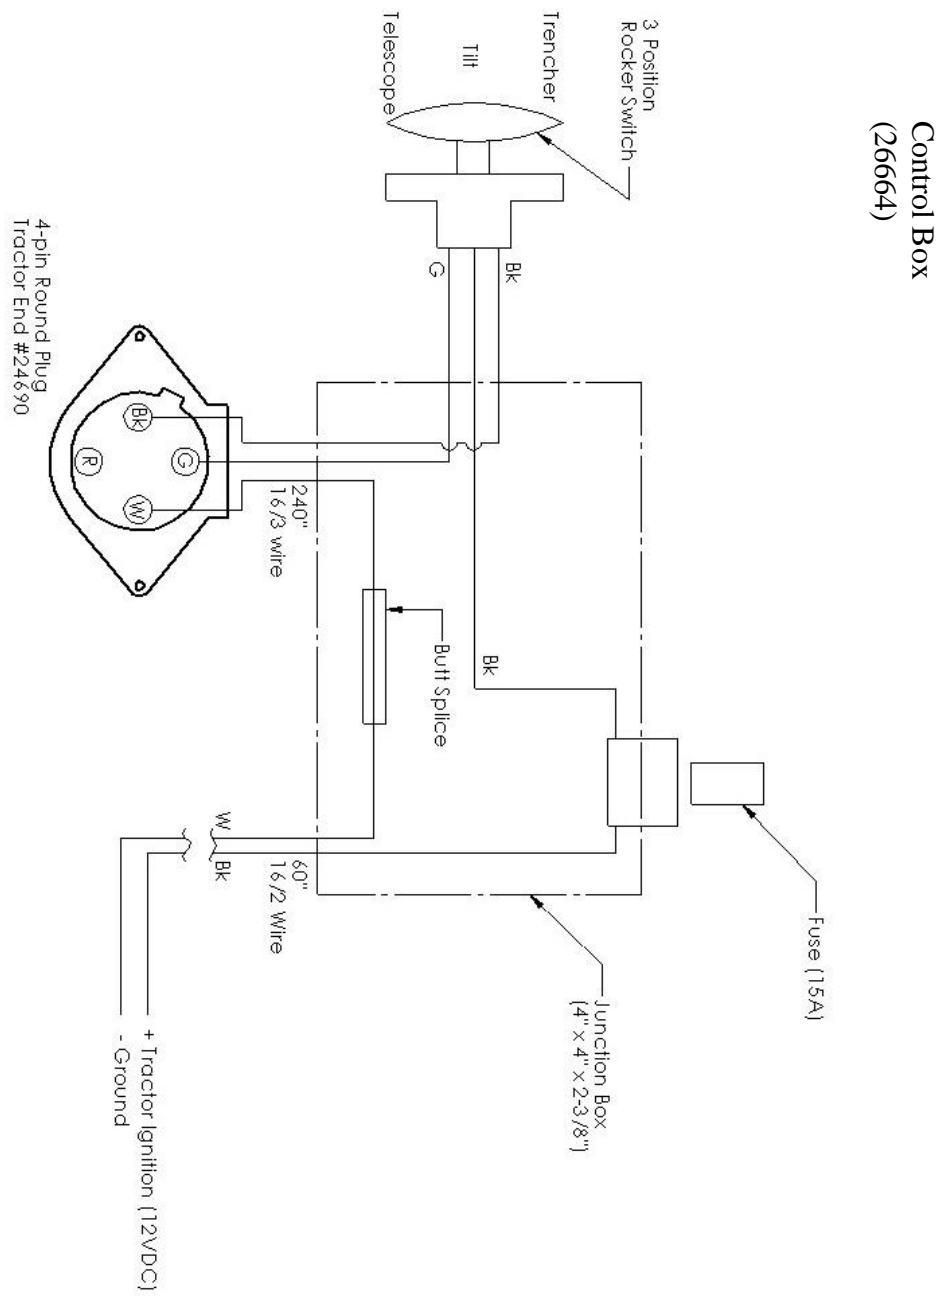 Control Box
(26664)
3 Position
Rocker Switch
Trencher
Tilt
Telescope
Bk
G
Bk
Fuse (15A)
Junction Box
(4" x 4" x 2-3/8")
Butt Splice
240"
16/3 wire
60"
16/2 Wire
W
Bk
+ Tractor Ignition (12VDC)
- Ground
Bk
G
R
W
4-pin Round Plug
Tractor End #24690